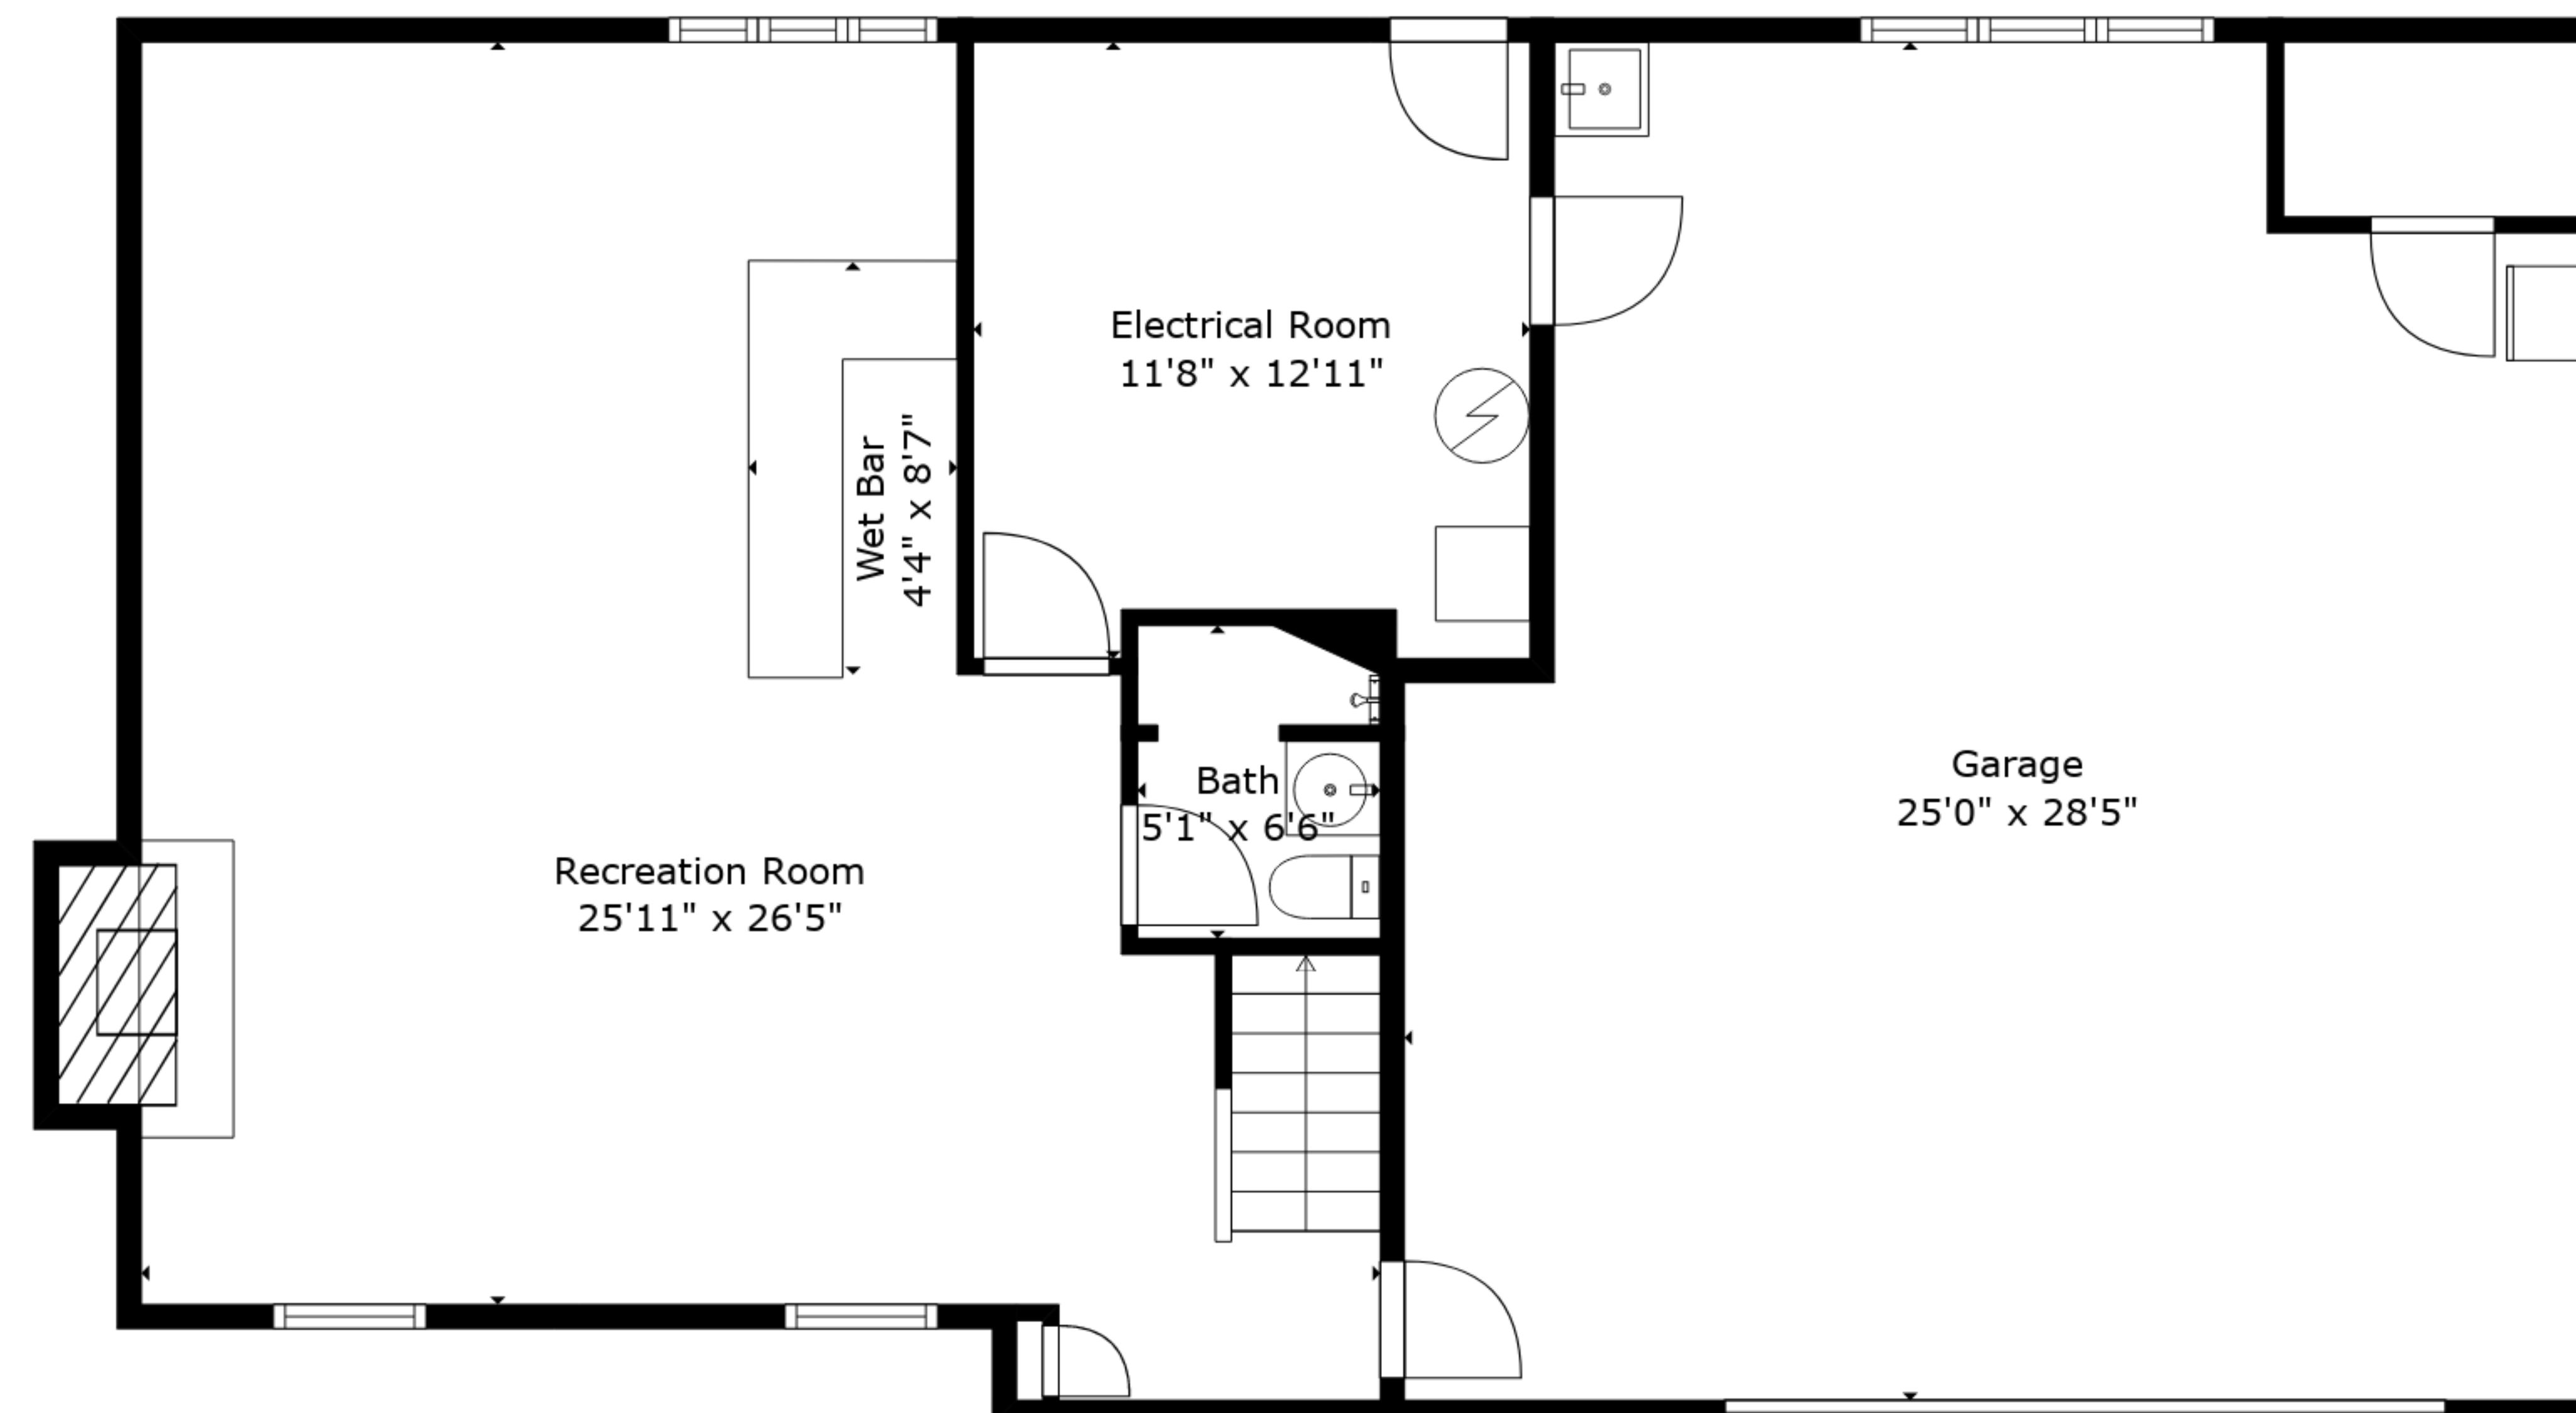 Electrical Room
11'8" x 12'11"
Wet Bar
4'4" x 8'7"
Bath
5'1" x 6'6"
Garage
25'0" x 28'5"
Recreation Room
25'11" x 26'5"